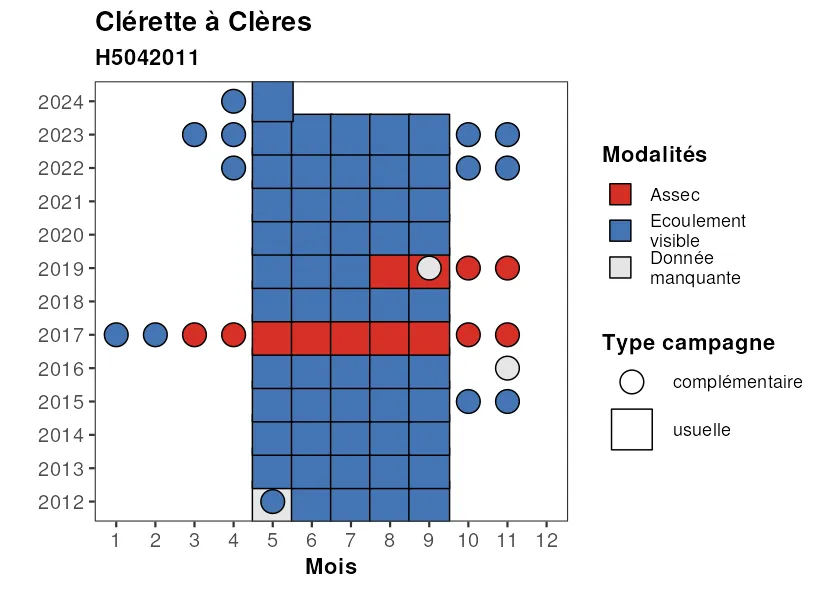 Clérette à Clères
H5042011
2024
2023
2022
2021
2020
2019
2018
2017
2016
2015
2014
2013
2012
1 2 3 4 5 6 7 8 9 10 11 12
Mois
Modalités
Assec
Ecoulement
visible
Donnée
manquante
Type campagne
complémentaire
usuelle